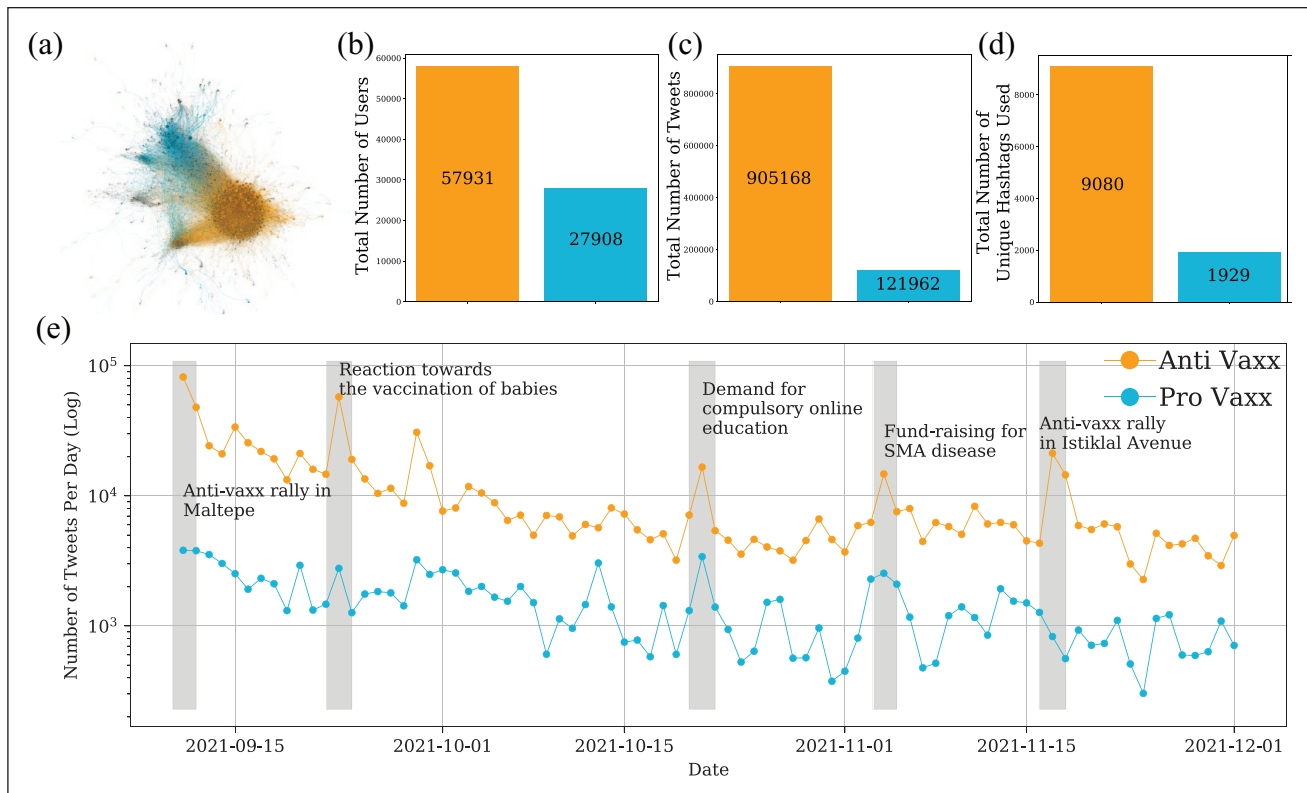 (a)
(b)
Total Number of Users
60000
50000
40000
30000
20000
10000
0
57931
27908
(c)
Total Number of Tweets
800000
600000
400000
200000
0
905168
121962
(d)
Total Number of
Unique Hashtags Used
8000
6000
4000
2000
0
9080
1929
(e)
Number of Tweets Per Day (Log)
10^5
10^4
10^3
Anti Vaxx
Pro Vaxx
Anti-vaxx rally in
Maltepe
Reaction towards
the vaccination of babies
Demand for
compulsory online
education
Fund-raising for
SMA disease
Anti-vaxx rally
in Istiklal Avenue
2021-09-15
2021-10-01
2021-10-15
2021-11-01
2021-11-15
2021-12-01
Date